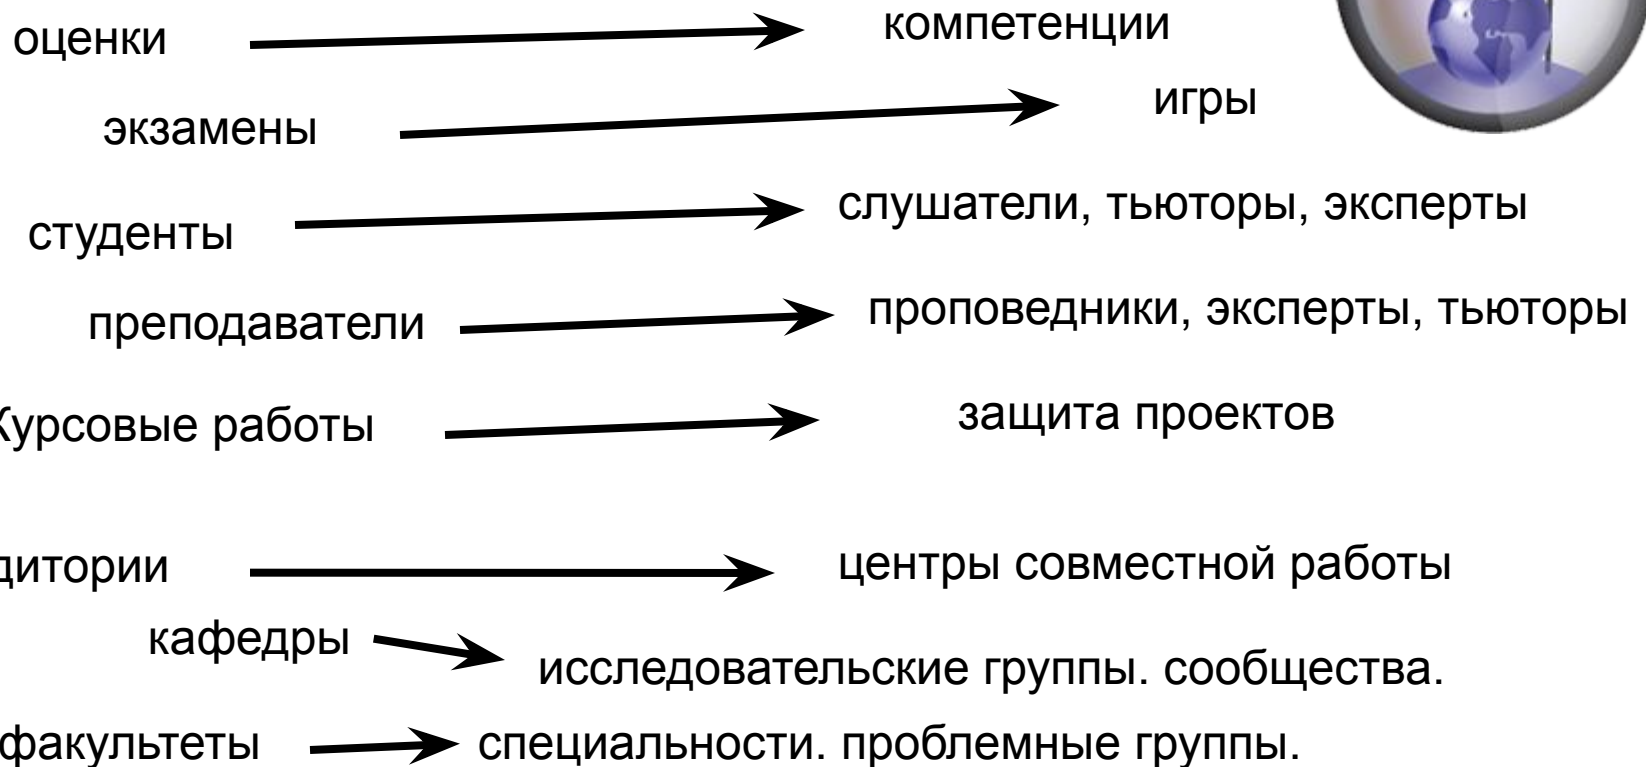 оценки компетенции
экзамены игры
студенты слушатели, тьюторы, эксперты
преподаватели проповедники, эксперты, тьюторы
Курсовые работы защита проектов
дитории центры совместной работы
кафедры исследовательские группы. сообщества.
факультеты специальности. проблемные группы.